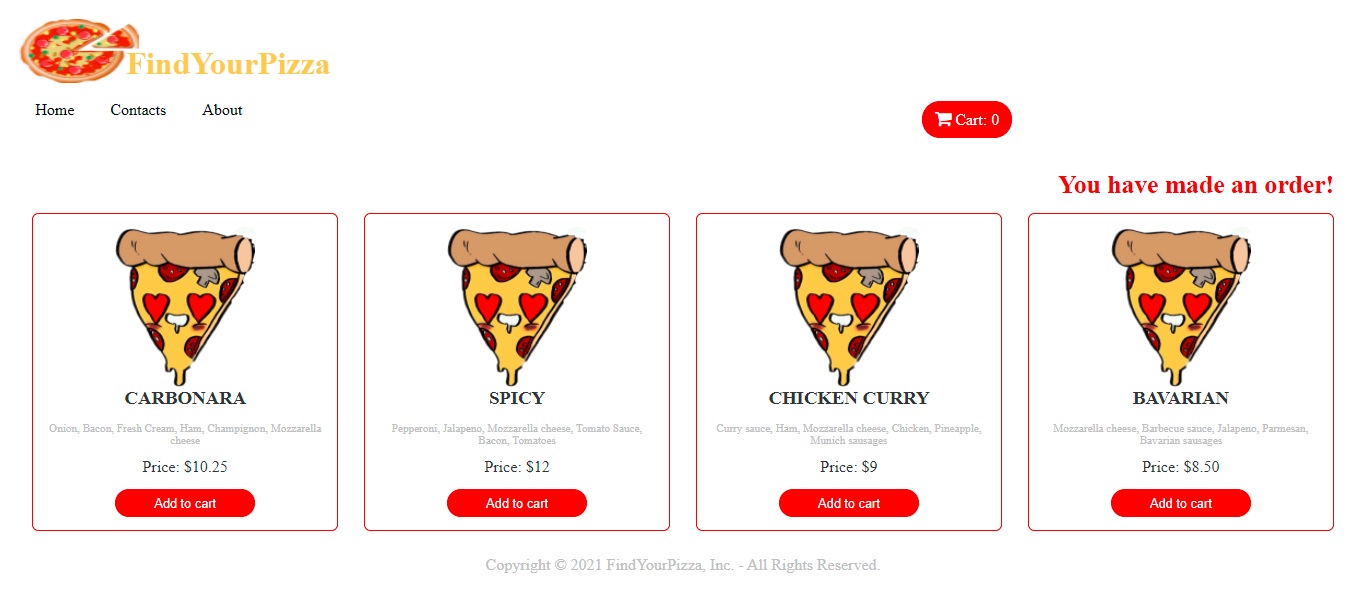 FindYourPizza
Home
Contacts
About
Cart: 0
You have made an order!
CARBONARA
Onion, Bacon, Fresh Cream, Ham, Champignon, Mozzarella
cheese
Price: $10.25
Add to cart
SPICY
Pepperoni, Jalapeno, Mozzarella cheese, Tomato Sauce,
Bacon, Tomatoes
Price: $12
Add to cart
CHICKEN CURRY
Curry sauce, Ham, Mozzarella cheese, Chicken, Pineapple,
Munich sausages
Price: $9
Add to cart
BAVARIAN
Mozzarella cheese, Barbecue sauce, Jalapeno, Parmesan,
Bavarian sausages
Price: $8.50
Add to cart
Copyright © 2021 FindYourPizza, Inc. - All Rights Reserved.